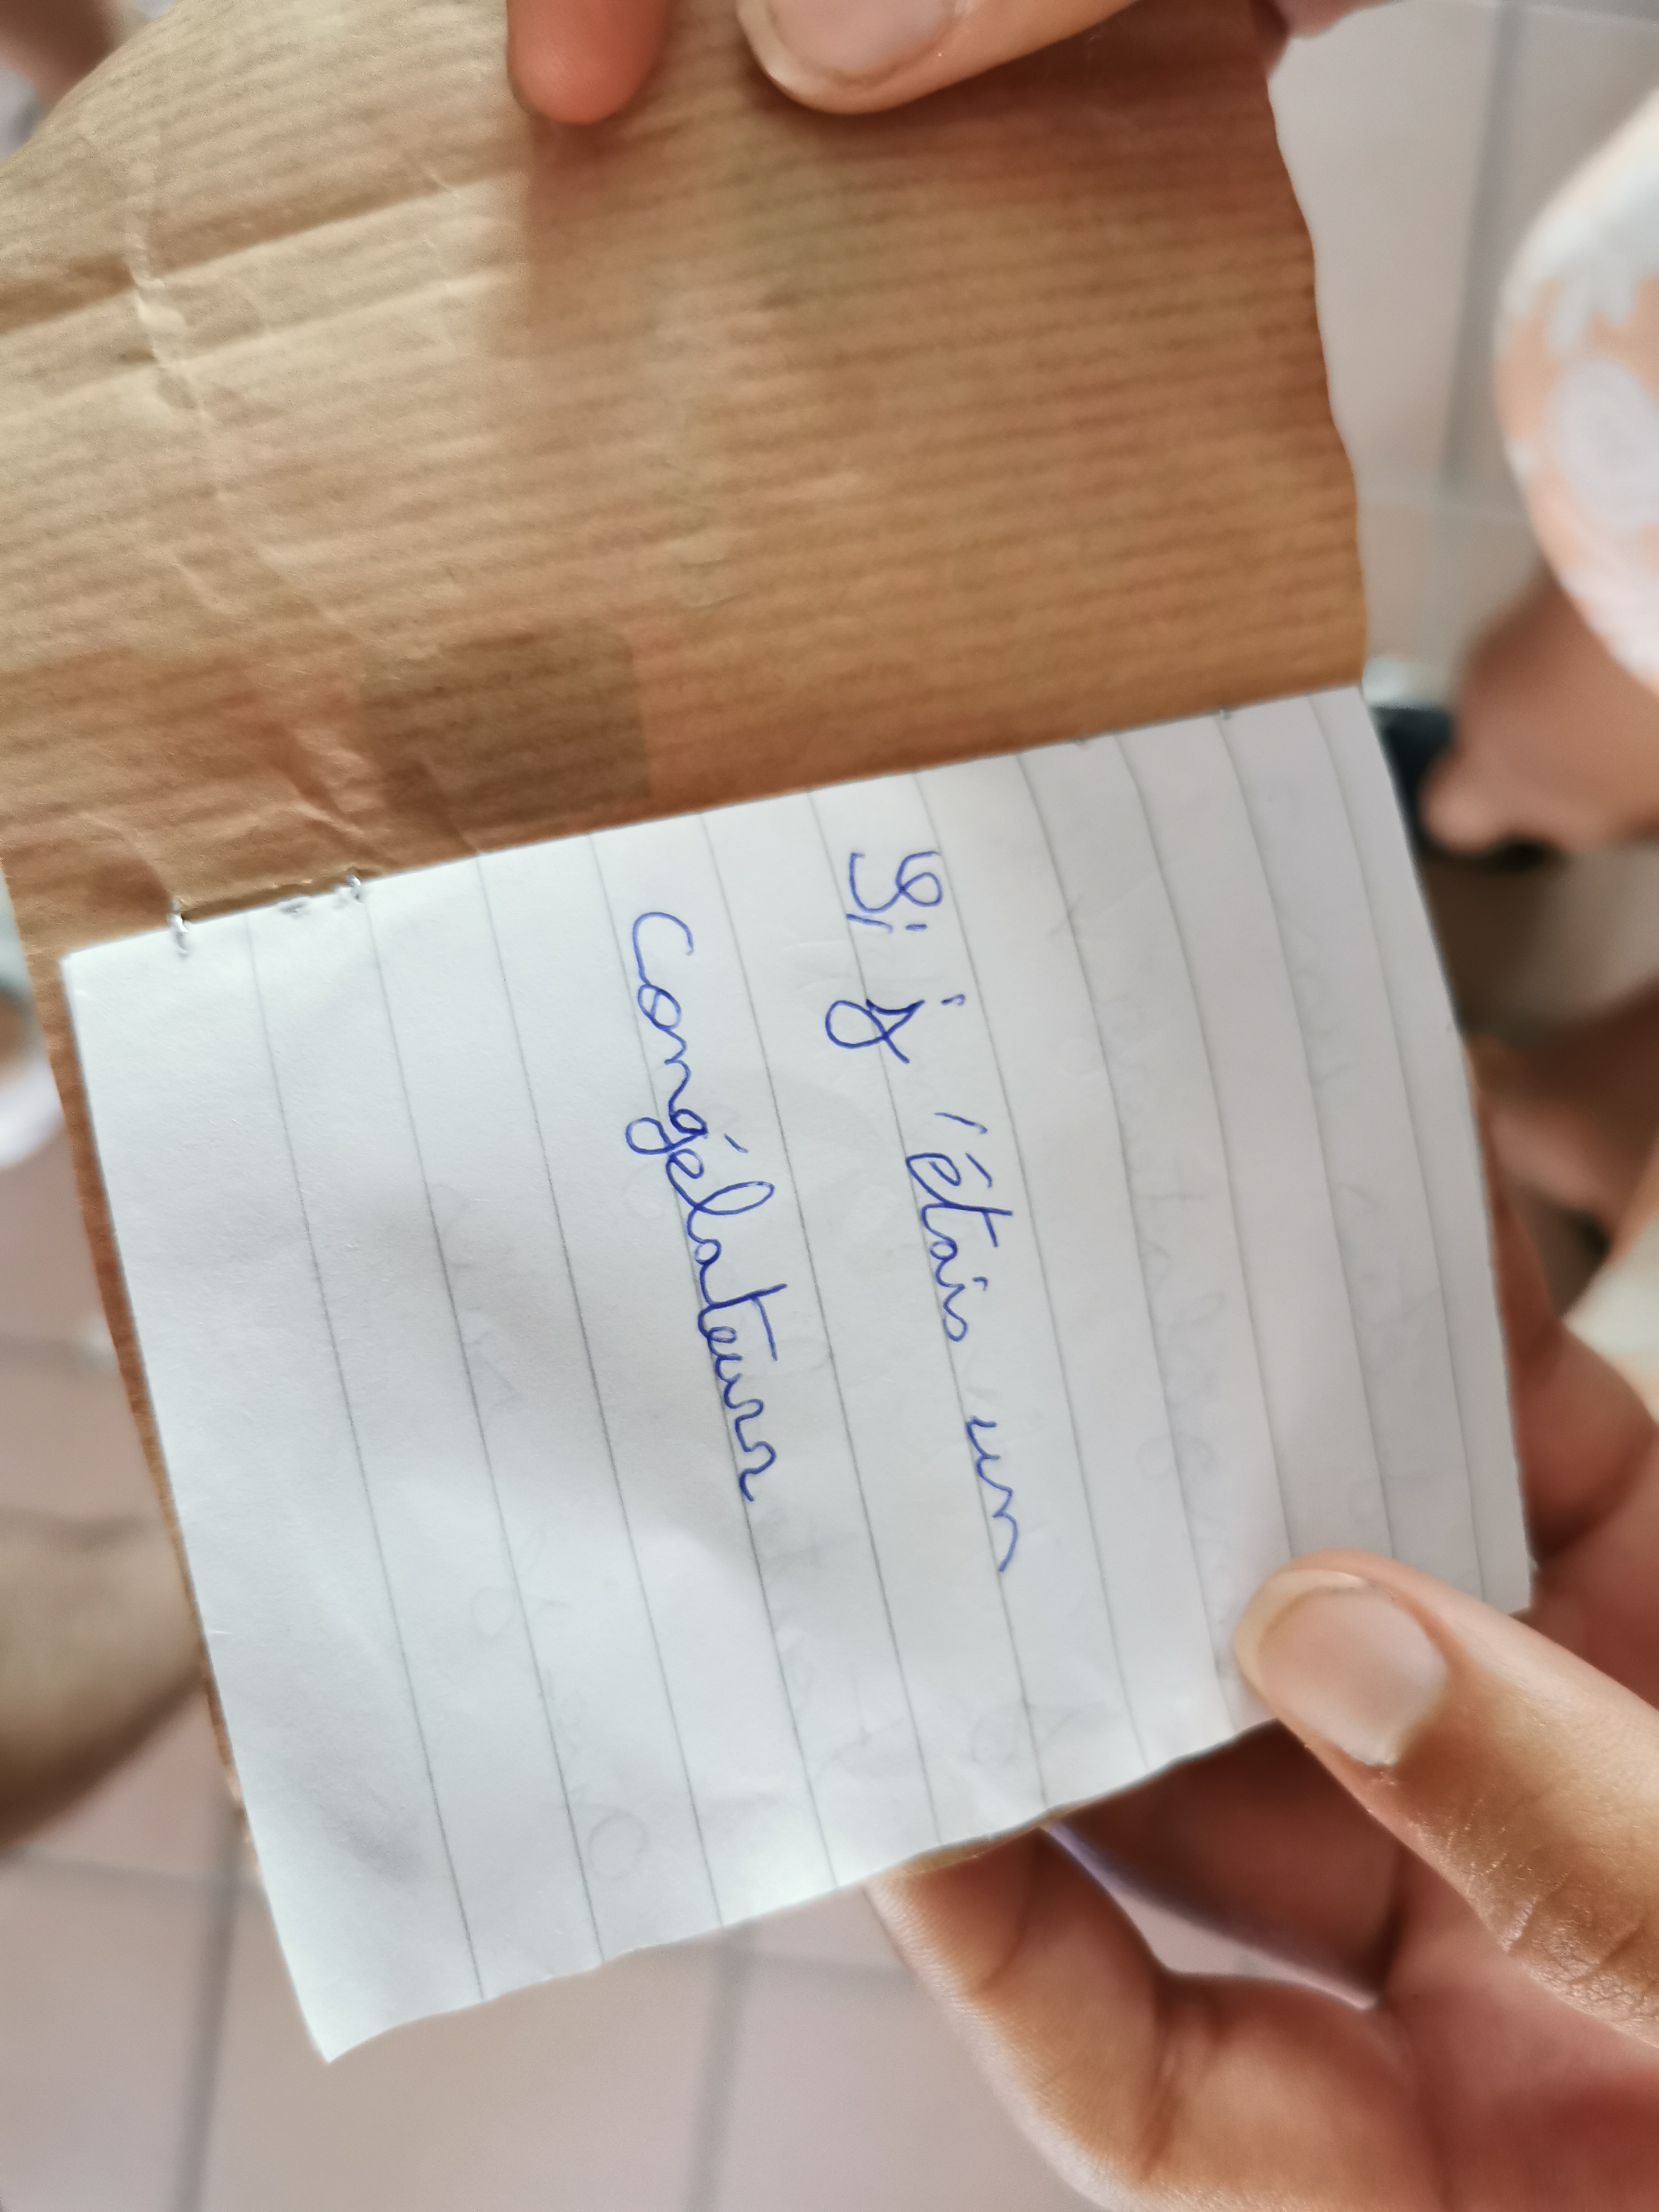 Si j'étais un
Congélateur